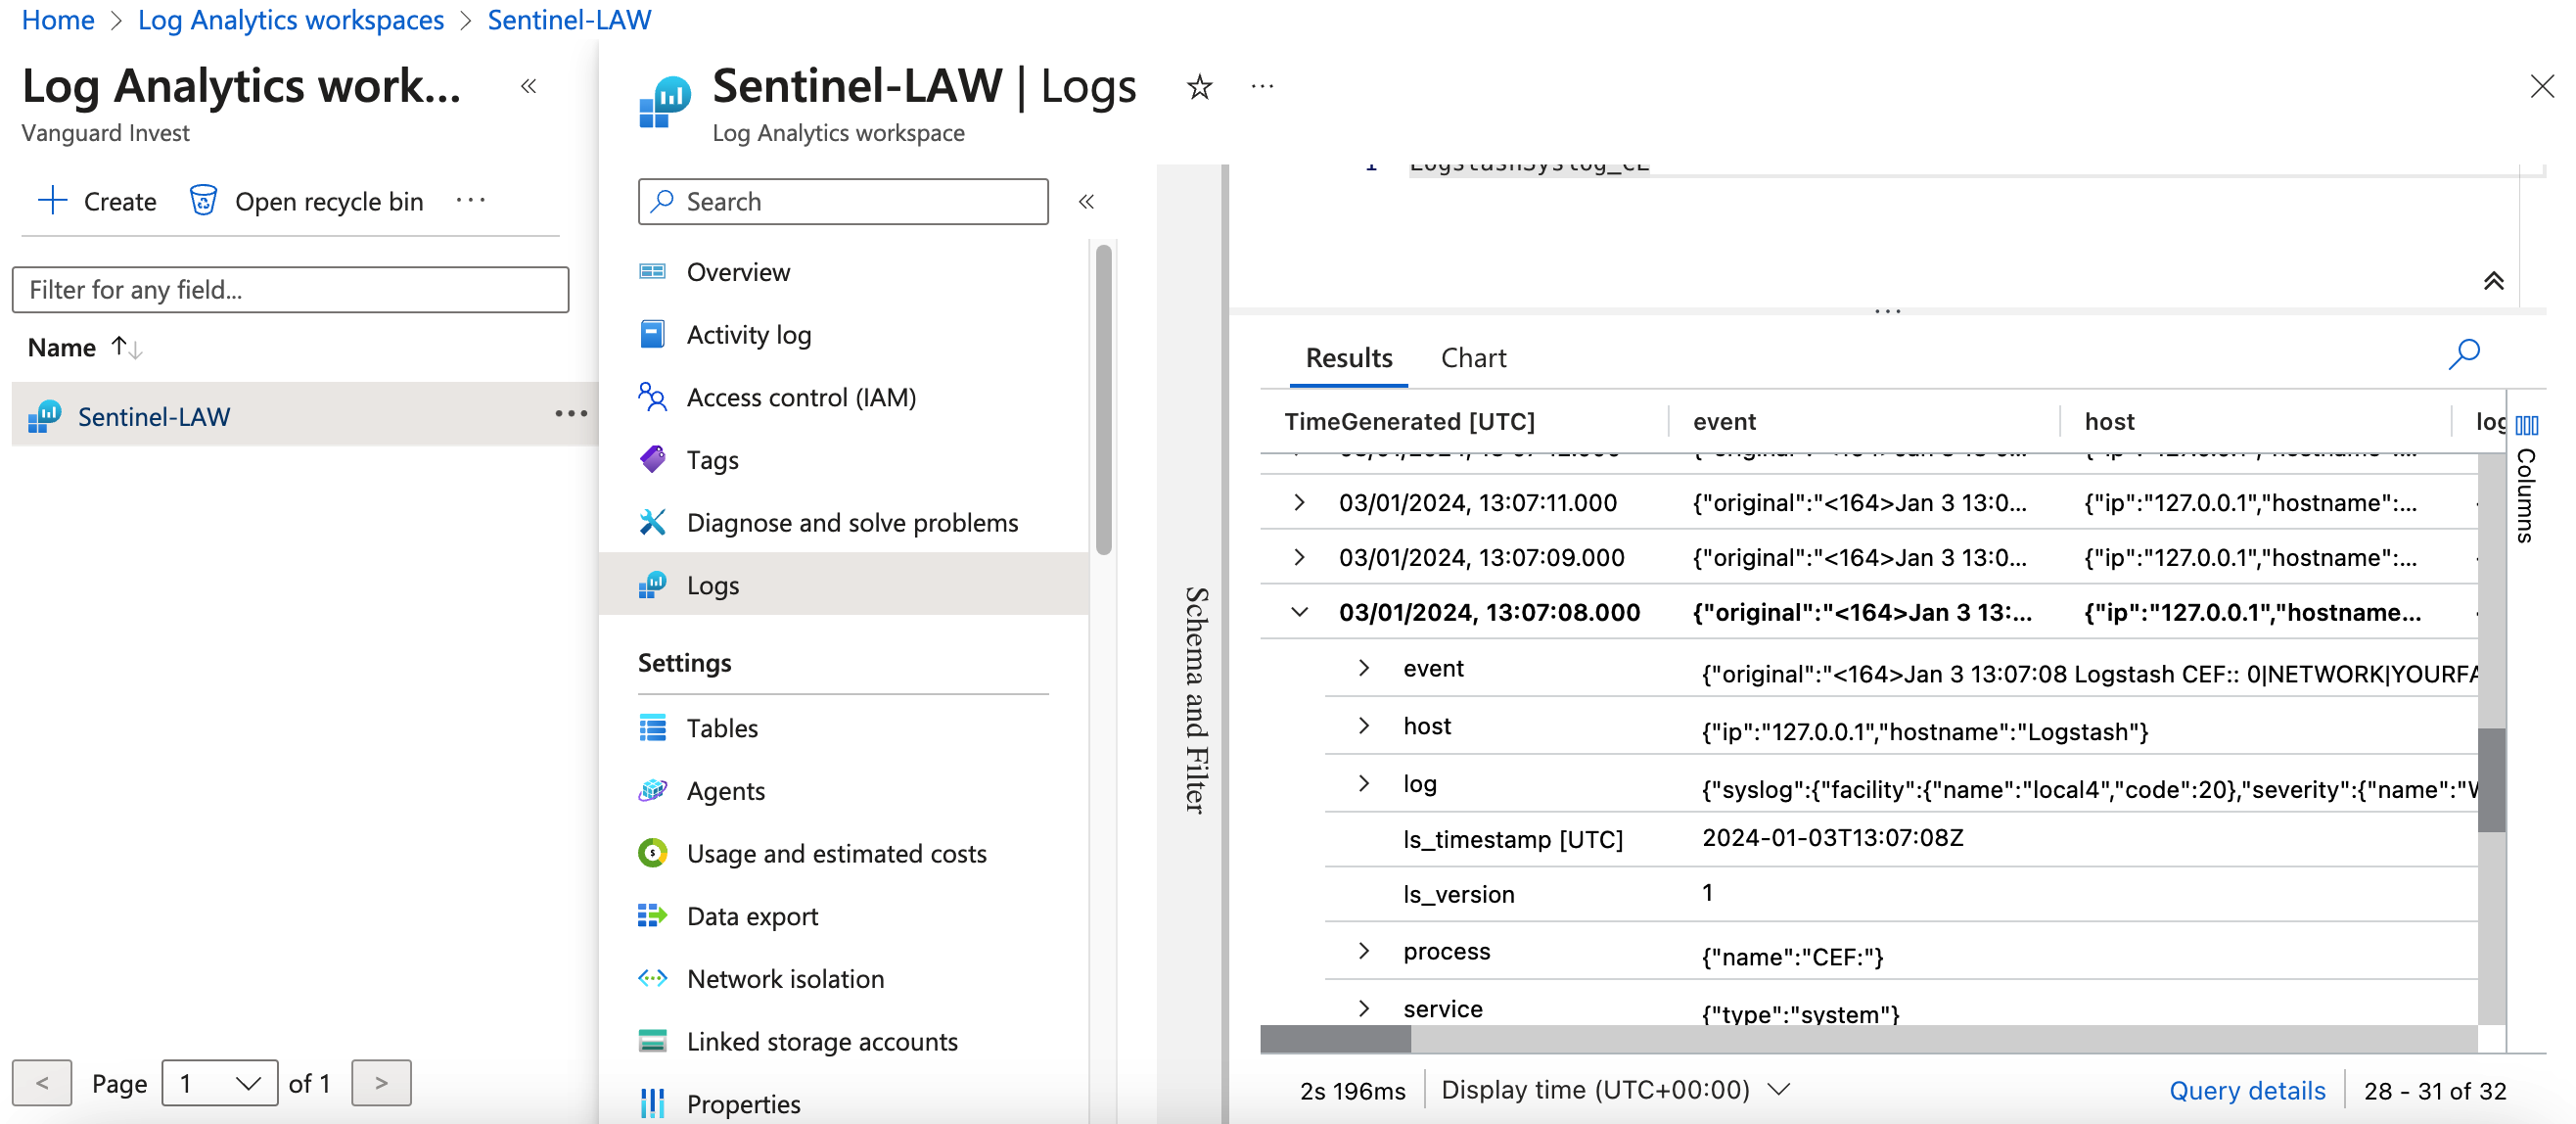 Home > Log Analytics workspaces > Sentinel-LAW
Log Analytics work...
«
Vanguard Invest
Create
Open recycle bin
...
Filter for any field...
Name
Sentinel-LAW
...
< Page 1 of 1 >
Sentinel-LAW | Logs
...
Log Analytics workspace
Search
«
Overview
Activity log
Access control (IAM)
Tags
Diagnose and solve problems
Logs
Settings
Tables
Agents
Usage and estimated costs
Data export
Network isolation
Linked storage accounts
Properties
Schema and Filter
1 LogstashSyslog_CL
...
Results Chart
TimeGenerated [UTC] event host log
03/01/2024, 13:07:11.000 {"original":"<164>Jan 3 13:0... {"ip":"127.0.0.1","hostname":...
03/01/2024, 13:07:09.000 {"original":"<164>Jan 3 13:0... {"ip":"127.0.0.1","hostname":...
03/01/2024, 13:07:08.000 {"original":"<164>Jan 3 13:... {"ip":"127.0.0.1","hostname...
event {"original":"<164>Jan 3 13:07:08 Logstash CEF:: 0|NETWORK|YOURFA
host {"ip":"127.0.0.1","hostname":"Logstash"}
log {"syslog":{"facility":{"name":"local4","code":20},"severity":{"name":"W
ls_timestamp [UTC] 2024-01-03T13:07:08Z
ls_version 1
process {"name":"CEF:"}
service {"type":"system"}
Columns
2s 196ms Display time (UTC+00:00) Query details 28 - 31 of 32